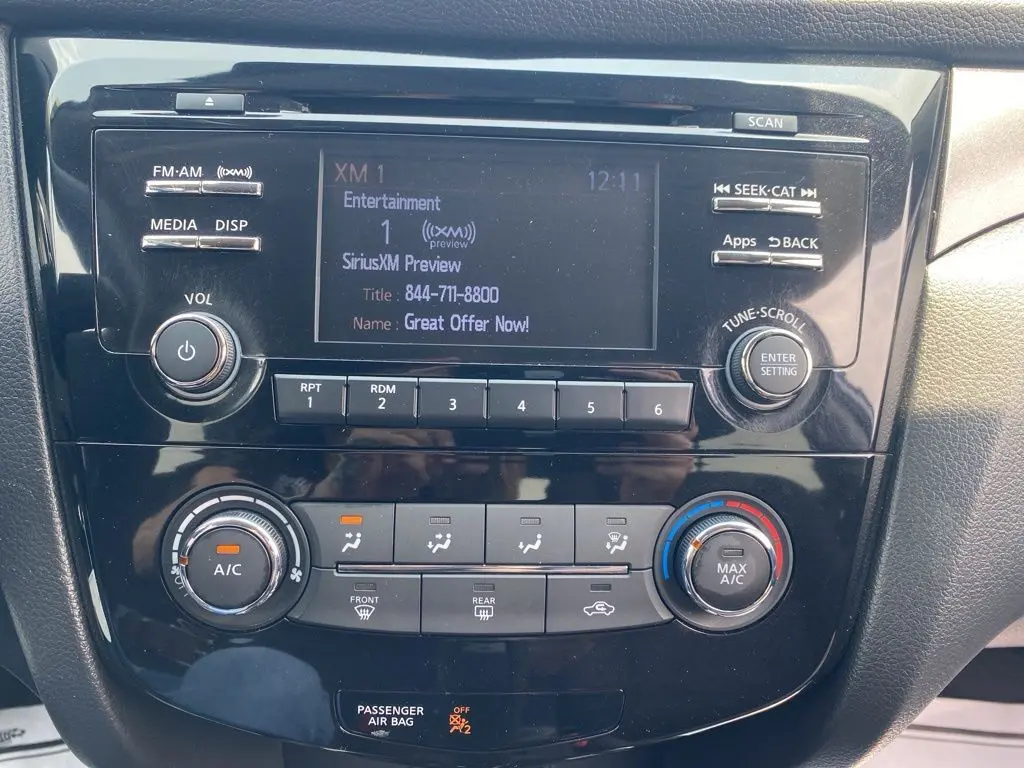 SCAN
FM·AM ((XM))
MEDIA DISP
VOL
XM 1 12:11
Entertainment
1 ((XM)) preview
SiriusXM Preview
Title : 844-711-8800
Name : Great Offer Now!
SEEK·CAT
Apps BACK
TUNE·SCROLL
ENTER
SETTING
RPT RDM
1 2 3 4 5 6
A/C
MAX
A/C
FRONT REAR
PASSENGER
AIR BAG
OFF
2